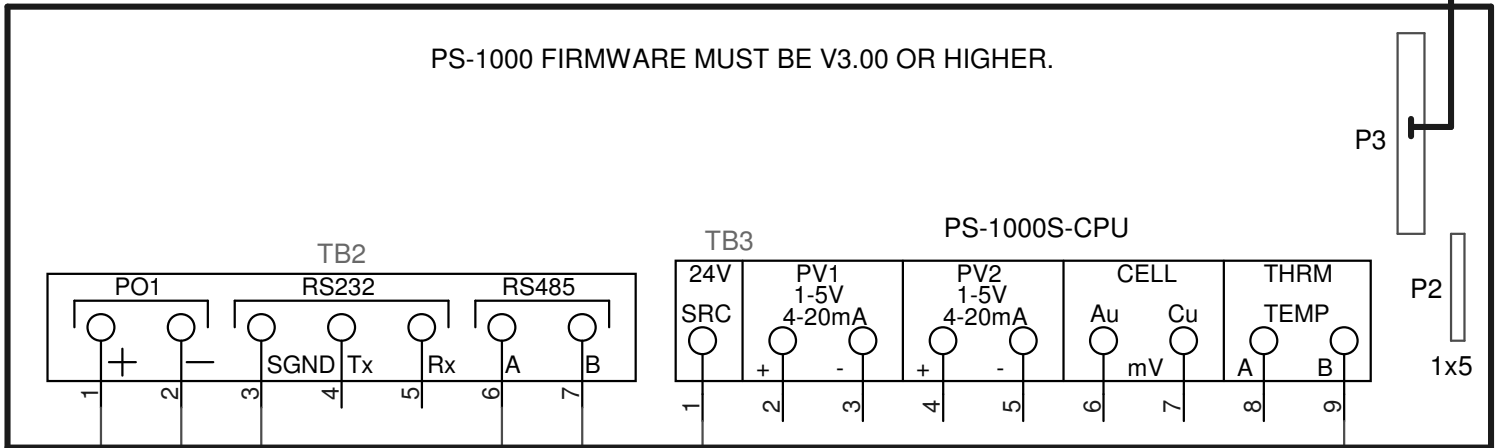 PS-1000 FIRMWARE MUST BE V3.00 OR HIGHER.
P3
PS-1000S-CPU
TB2
TB3
PO1 RS232 RS485
24V PV1 PV2 CELL THRM
1-5V 1-5V
SRC 4-20mA 4-20mA Au Cu TEMP
P2
+ — SGND Tx Rx A B
+ - + - mV A B
1x5
1 2 3 4 5 6 7
1 2 3 4 5 6 7 8 9